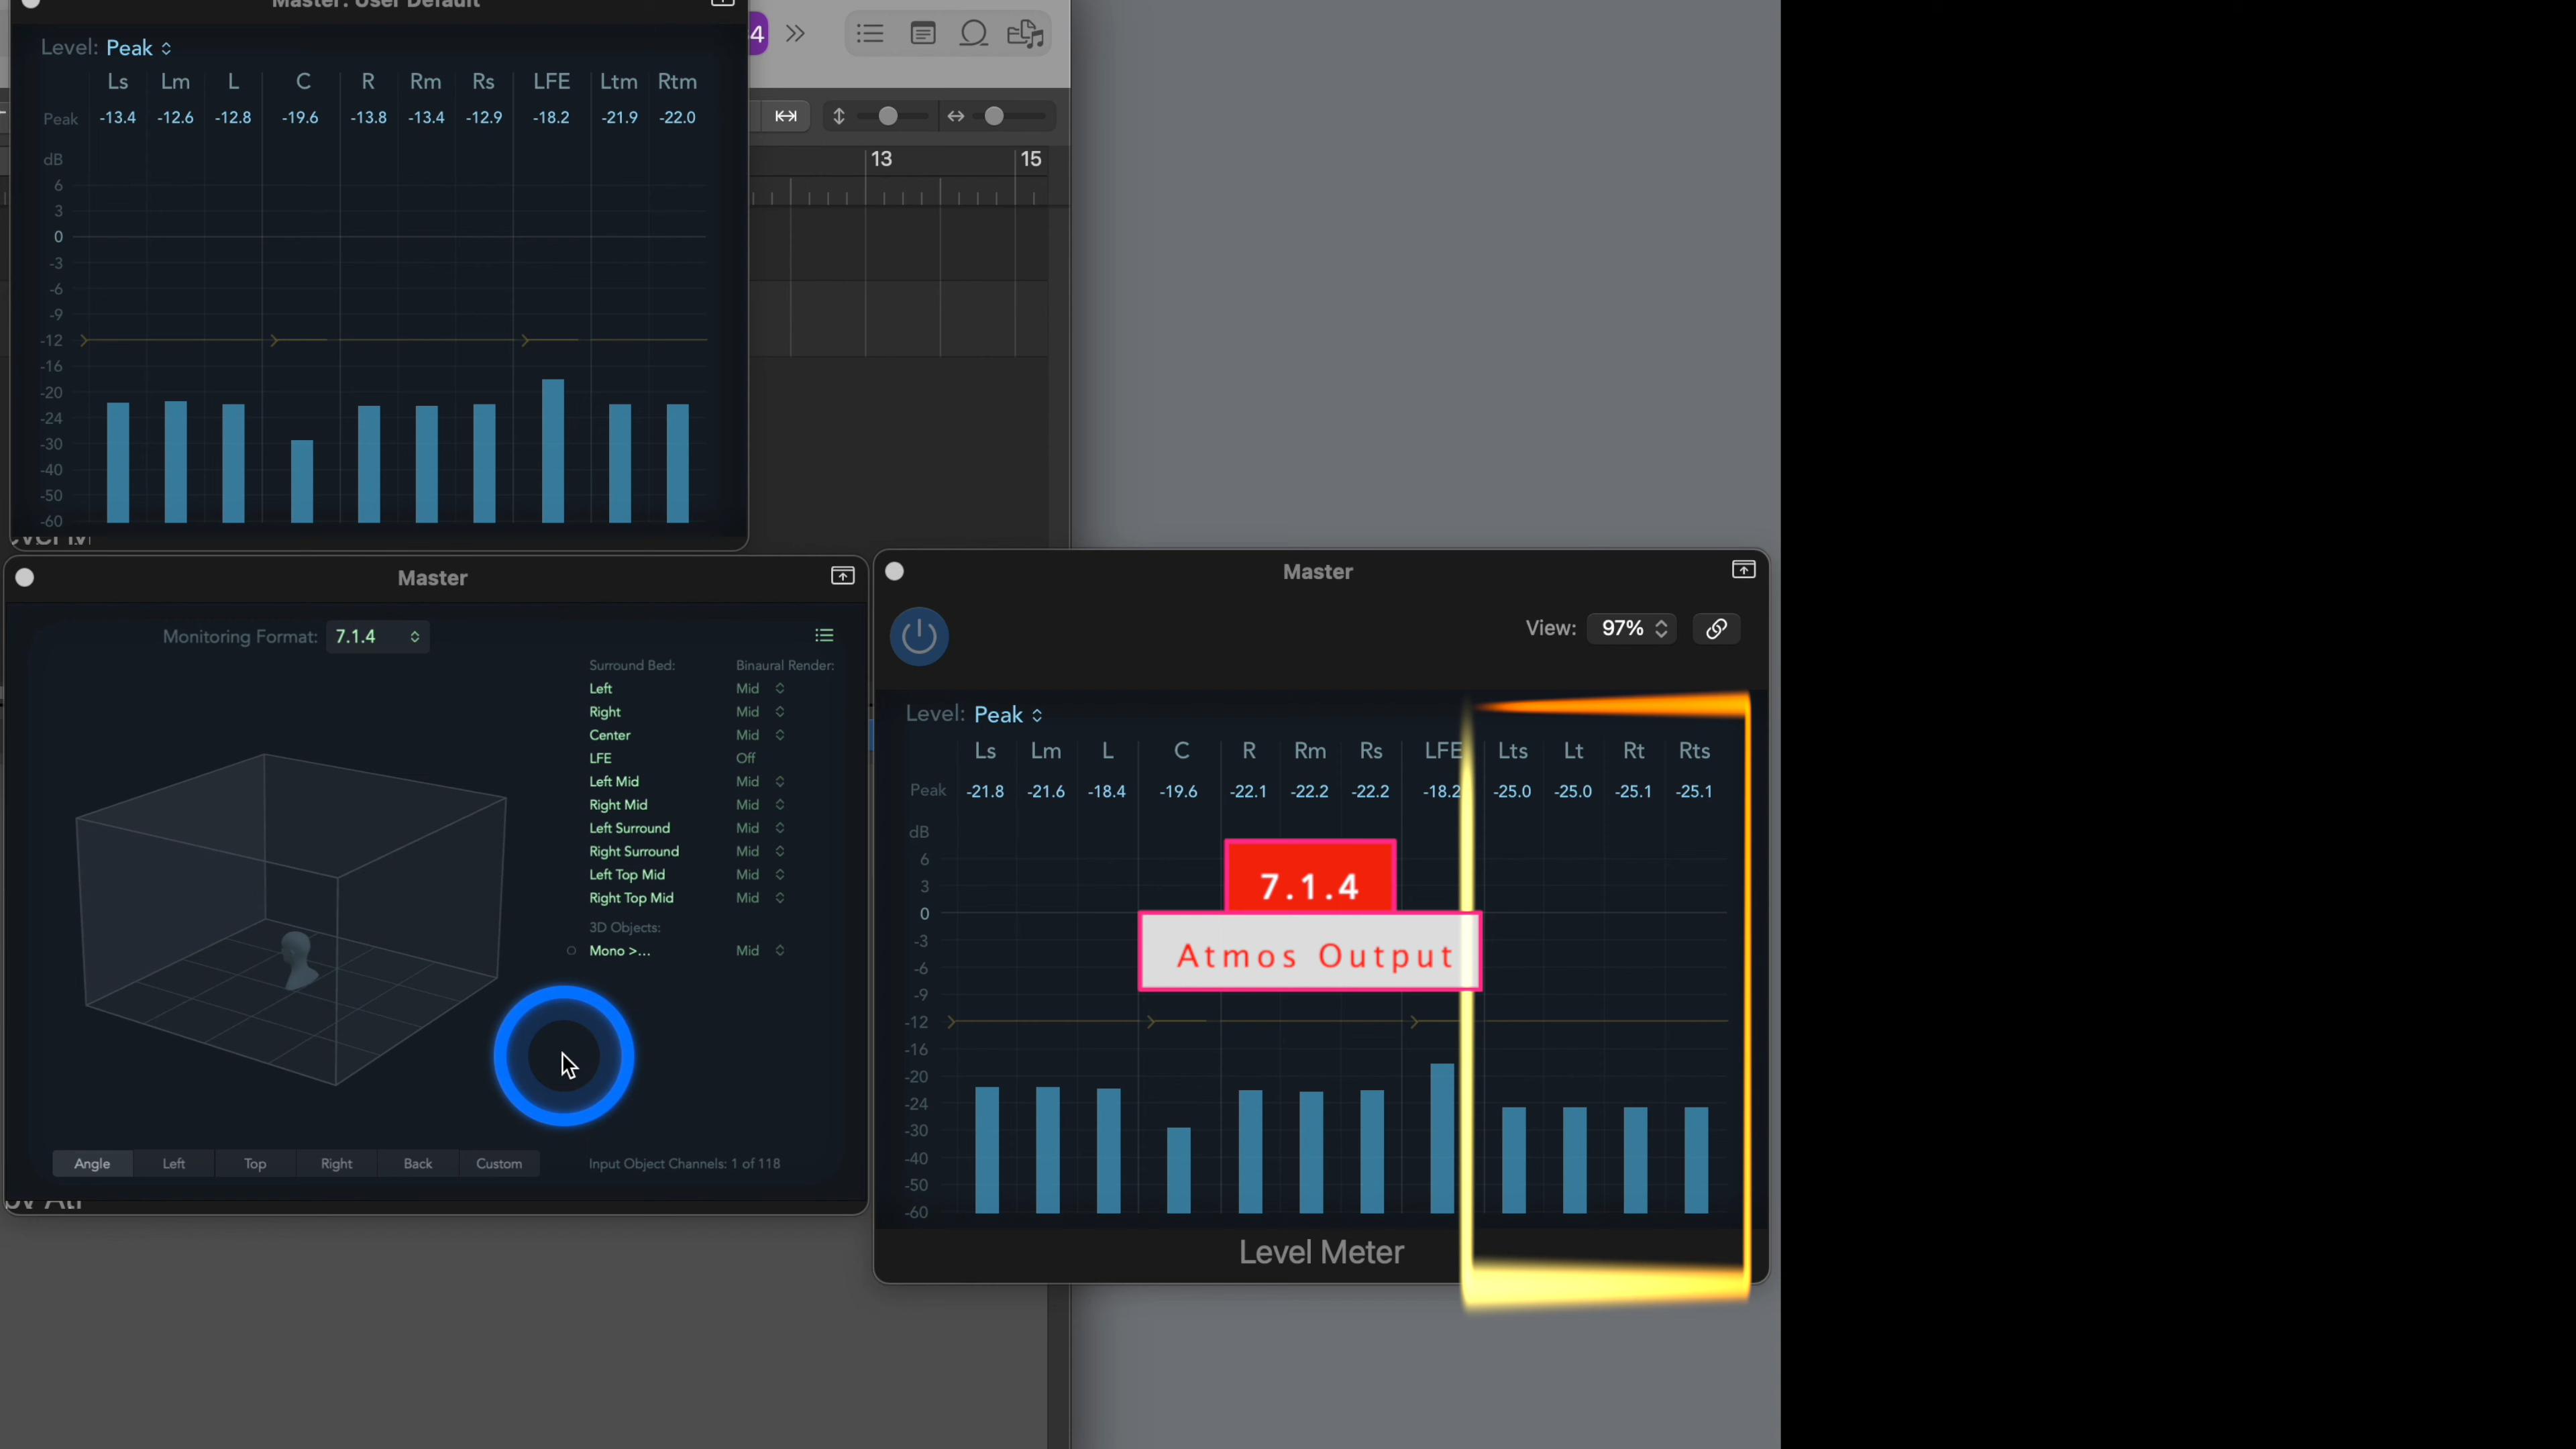 Master: User Default
4
Level: Peak
Ls Lm L C R Rm Rs LFE Ltm Rtm
Peak -13.4 -12.6 -12.8 -19.6 -13.8 -13.4 -12.9 -18.2 -21.9 -22.0
dB
6
3
0
-3
-6
-9
-12
-16
-20
-24
-30
-40
-50
-60
13 15
Master
Monitoring Format: 7.1.4
Surround Bed: Binaural Render:
Left Mid
Right Mid
Center Mid
LFE Off
Left Mid Mid
Right Mid Mid
Left Surround Mid
Right Surround Mid
Left Top Mid Mid
Right Top Mid Mid
3D Objects:
Mono >... Mid
Angle Left Top Right Back Custom
Input Object Channels: 1 of 118
Master
View: 97%
Level: Peak
Ls Lm L C R Rm Rs LFE Lts Lt Rt Rts
Peak -21.8 -21.6 -18.4 -19.6 -22.1 -22.2 -22.2 -18.2 -25.0 -25.0 -25.1 -25.1
dB
6
3
0
-3
-6
-9
-12
-16
-20
-24
-30
-40
-50
-60
7.1.4
Atmos Output
Level Meter